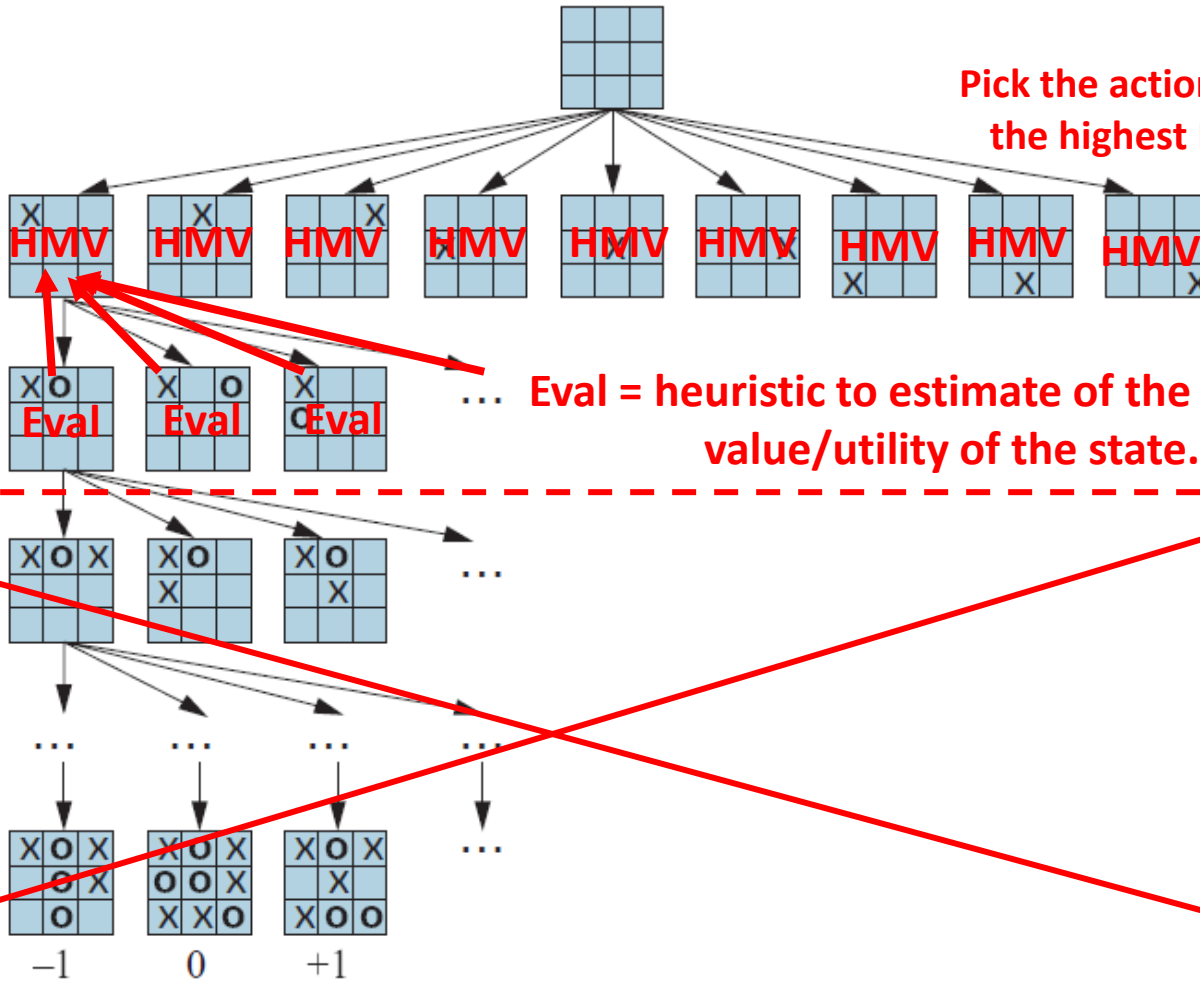 Pick the action
the highest
X X X
HMV HMV HMV HMV X HMV X HMV X HMV HMV HMV
X X X
X O X O X
Eval Eval O Eval
... Eval = heuristic to estimate of the
value/utility of the state.
X O X X O X O ...
X X
... ... ... ...
X O X X O X X O X ...
O X O O X X
O X X O X O O
–1 0 +1